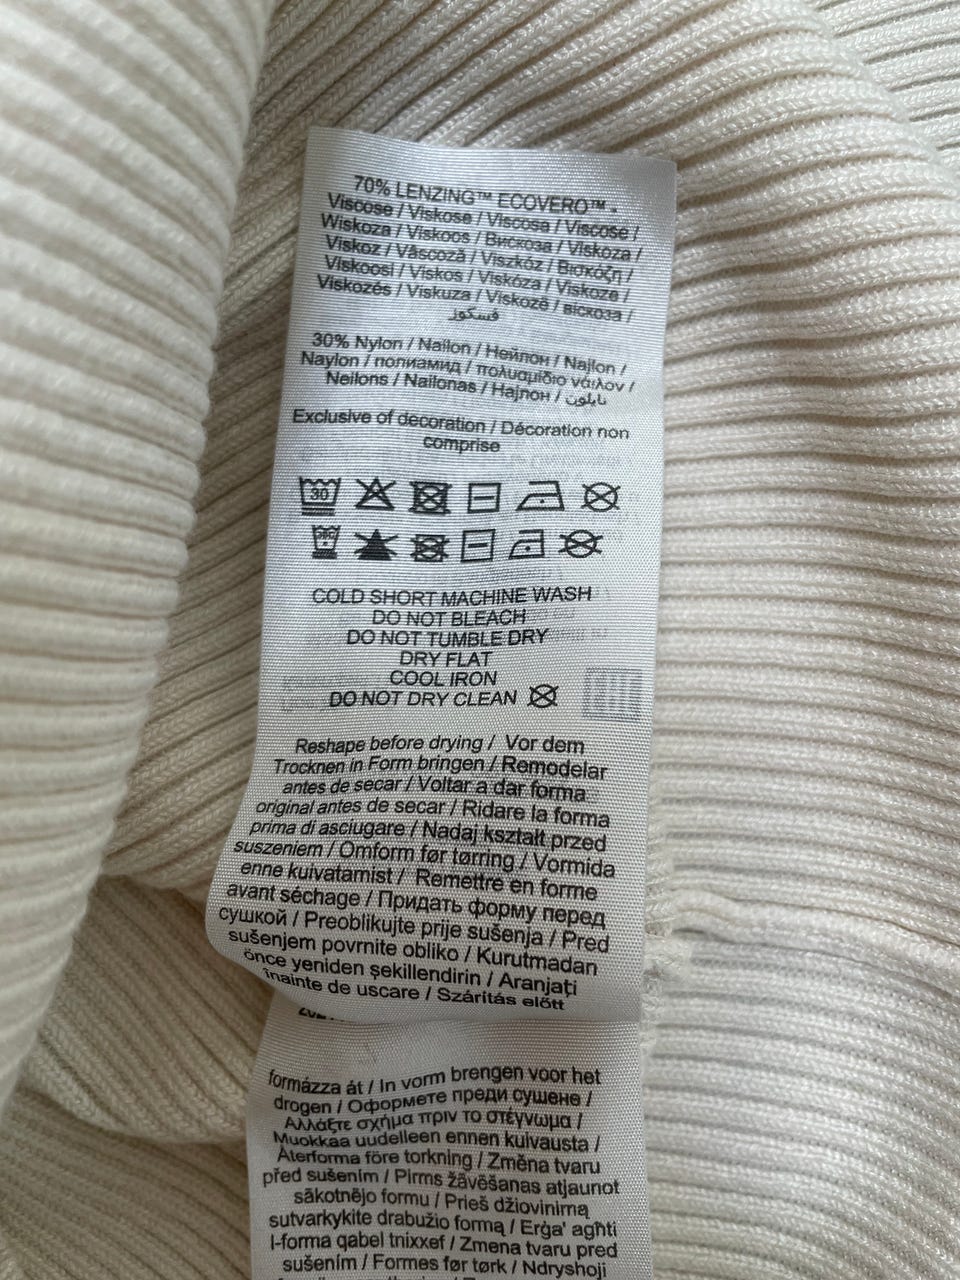 70% LENZING™ ECOVERO™ -
Viscose / Viskose / Viscosa / Viscose /
Wiskoza / Viskoos / Вискоза / Viskoza /
Viskoz / Vâscoză / Viszkóz / Βισκόζη /
Viskoosi / Viskos / Viskóza / Viskoze /
Viskozės / Viskuza / Viskozë / віскоза /
فسكوز
30% Nylon / Nailon / Нейлон / Najlon /
Naylon / полиамид / πολυαμίδιο νάιλον /
Neilons / Nailonas / Најлон / نايلون
Exclusive of decoration / Décoration non
comprise
30
COLD SHORT MACHINE WASH
DO NOT BLEACH
DO NOT TUMBLE DRY
DRY FLAT
COOL IRON
DO NOT DRY CLEAN
Reshape before drying / Vor dem
Trocknen in Form bringen / Remodelar
antes de secar / Voltar a dar forma
original antes de secar / Ridare la forma
prima di asciugare / Nadaj kształt przed
suszeniem / Omform før tørring / Vormida
enne kuivatamist / Remettre en forme
avant séchage / Придать форму перед
сушкой / Preoblikujte prije sušenja / Pred
sušenjem povrnite obliko / Kurutmadan
önce yeniden şekillendirin / Aranjați
înainte de uscare / Szárítás előtt
formázza át / In vorm brengen voor het
drogen / Оформете преди сушене /
Αλλάξτε σχήμα πριν το στέγνωμα /
Muokkaa uudelleen ennen kuivausta /
Återforma före torkning / Změna tvaru
před sušením / Pirms žāvēšanas atjaunot
sākotnējo formu / Prieš džiovinimą
sutvarkykite drabužio formą / Erġa' agħti
l-forma qabel tnixxef / Zmena tvaru pred
sušením / Formes før tørk / Ndryshoji